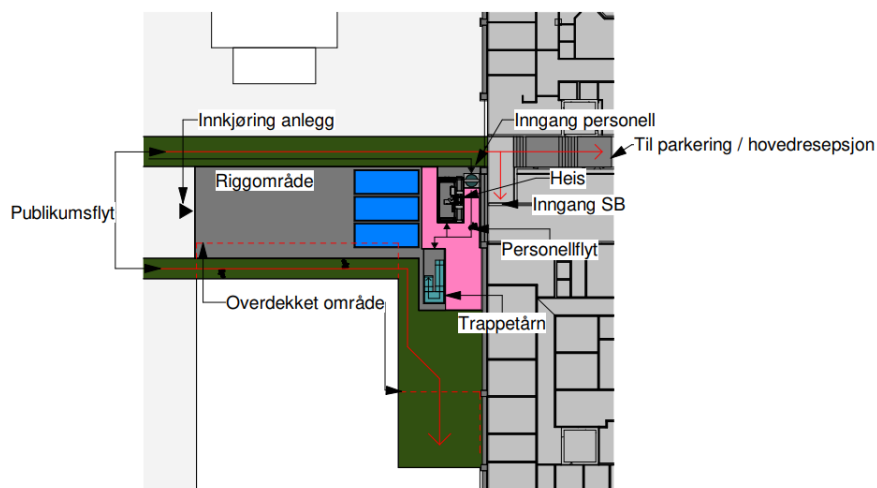 Innkjøring anlegg
Inngang personell
Til parkering / hovedresepsjon
Riggområde
Heis
Publikumsflyt
Inngang SB
Personellflyt
Overdekket område
Trappetårn